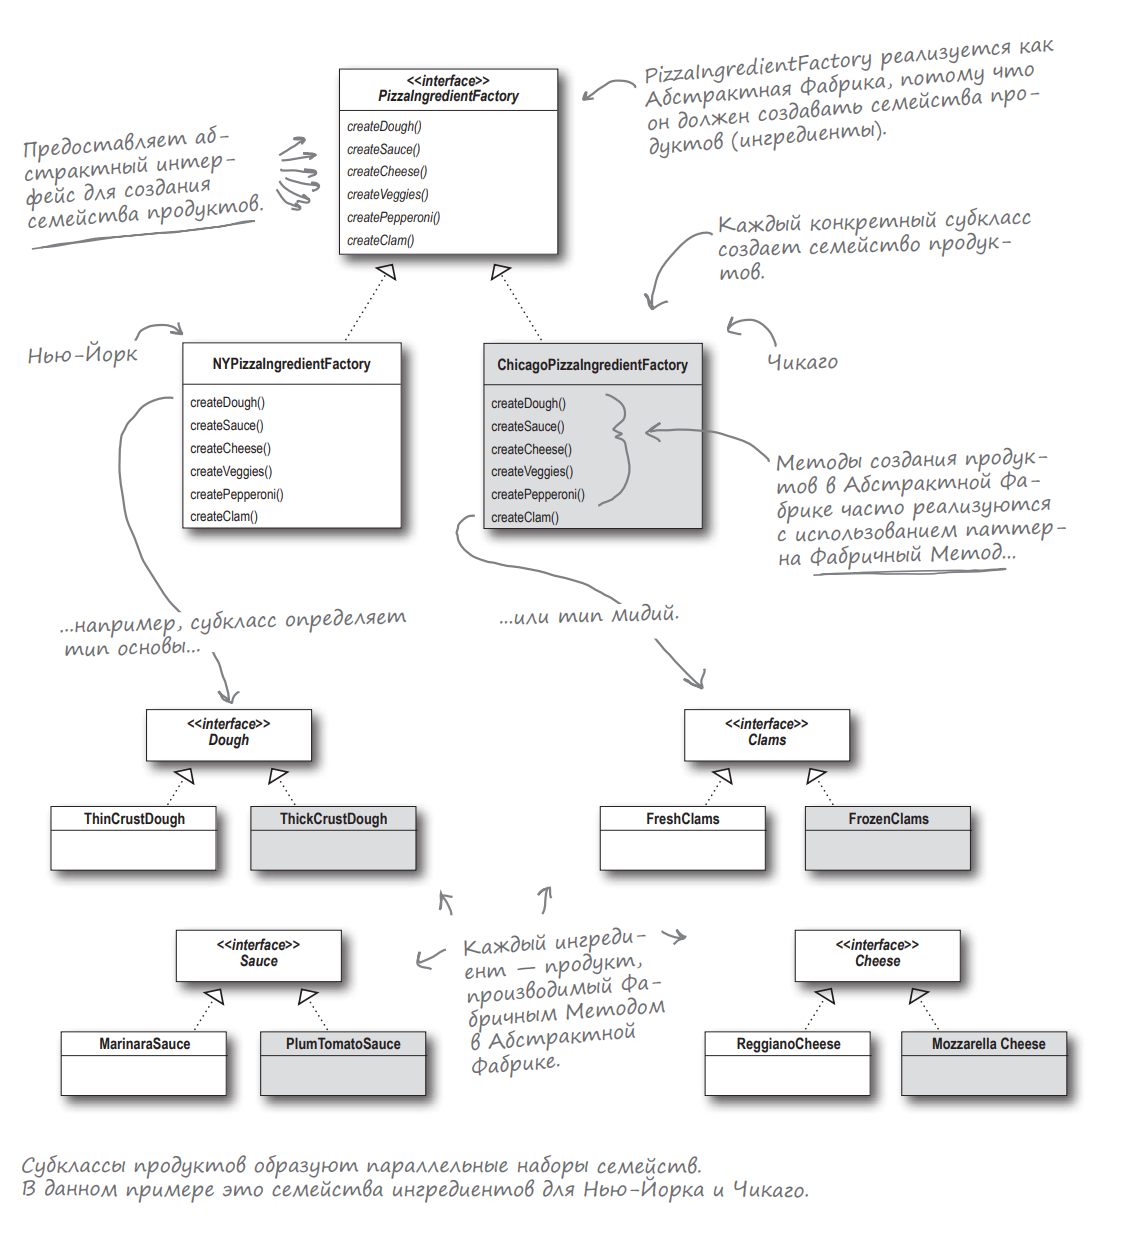 <<interface>>
PizzaIngredientFactory
createDough()
createSauce()
createCheese()
createVeggies()
createPepperoni()
createClam()
PizzaIngredientFactory реализуется как
Абстрактная Фабрика, потому что
он должен создавать семейства про-
дуктов (ингредиенты).
Предоставляет аб-
страктный интер-
фейс для создания
семейства продуктов.
Каждый конкретный субкласс
создает семейство продук-
тов.
Нью-Йорк
Чикаго
NYPizzaIngredientFactory
createDough()
createSauce()
createCheese()
createVeggies()
createPepperoni()
createClam()
ChicagoPizzaIngredientFactory
createDough()
createSauce()
createCheese()
createVeggies()
createPepperoni()
createClam()
Методы создания продук-
тов в Абстрактной Фа-
брике часто реализуются
с использованием паттер-
на Фабричный Метод...
...например, субкласс определяет
тип основы...
...или тип мидий.
<<interface>>
Dough
ThinCrustDough
ThickCrustDough
<<interface>>
Clams
FreshClams
FrozenClams
<<interface>>
Sauce
MarinaraSauce
PlumTomatoSauce
Каждый ингреди-
ент — продукт,
производимый Фа-
бричным Методом
в Абстрактной
Фабрике.
<<interface>>
Cheese
ReggianoCheese
Mozzarella Cheese
Субклассы продуктов образуют параллельные наборы семейств.
В данном примере это семейства ингредиентов для Нью-Йорка и Чикаго.